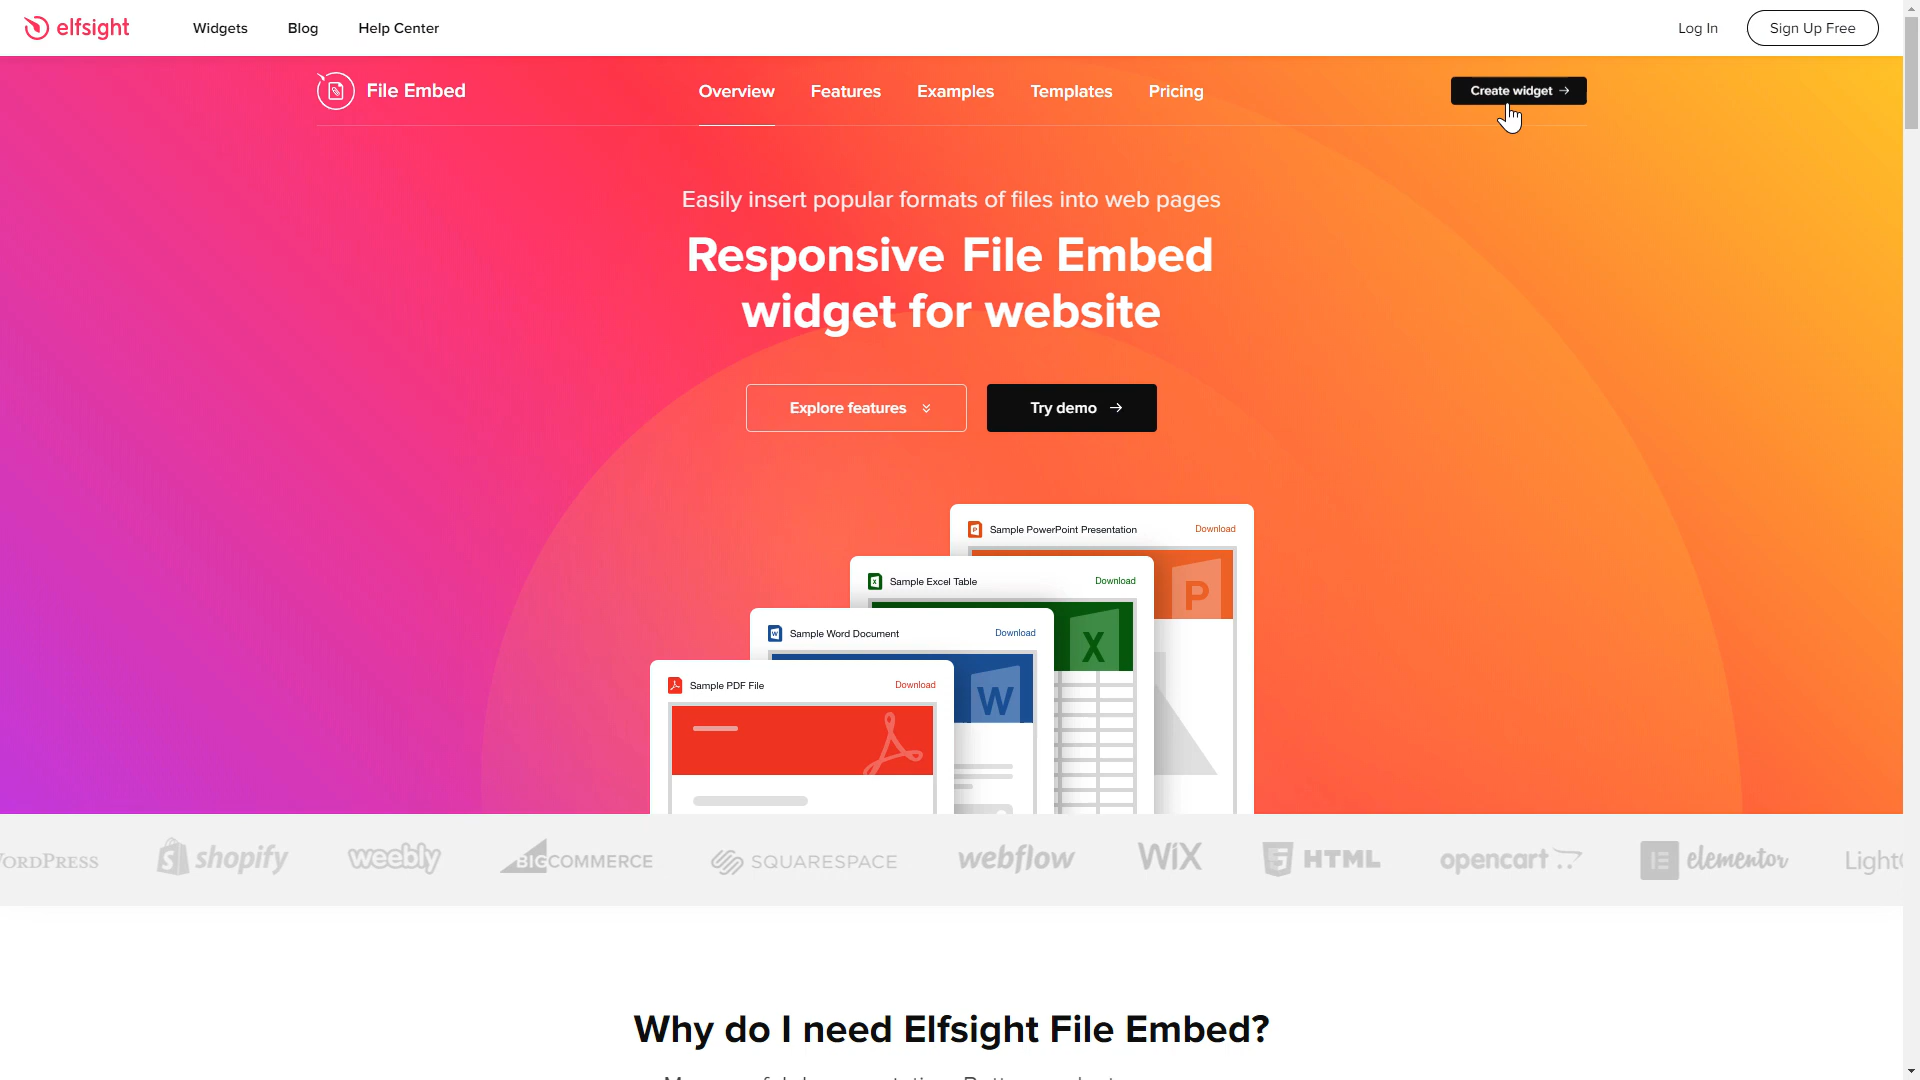 elfsight
Widgets
Blog
Help Center
Log In
Sign Up Free
File Embed
Overview
Features
Examples
Templates
Pricing
Create widget
Easily insert popular formats of files into web pages
Responsive File Embed
widget for website
Explore features
Try demo
Sample PowerPoint Presentation
Download
P
Sample Excel Table
Download
X
Sample Word Document
Download
W
Sample PDF File
Download
shopify
weebly
BIGCOMMERCE
SQUARESPACE
webflow
WiX
HTML
opencart
elementor
Why do I need Elfsight File Embed?